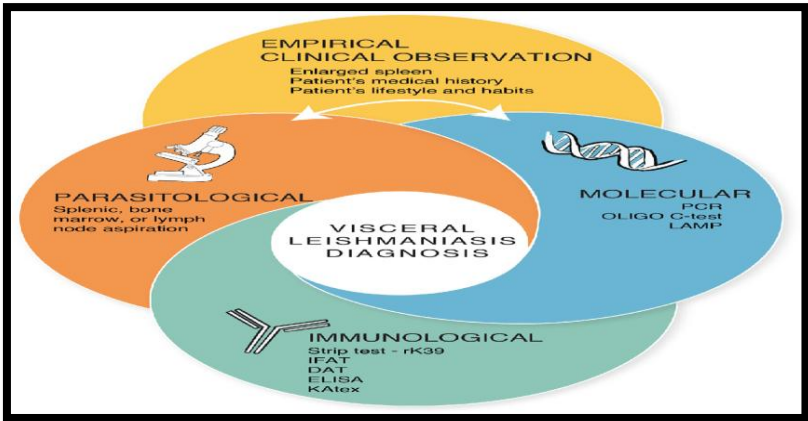 EMPIRICAL
CLINICAL OBSERVATION
Enlarged spleen
Patient's medical history
Patient's lifestyle and habits
PARASITOLOGICAL
Splenic, bone
marrow, or lymph
node aspiration
MOLECULAR
PCR
OLIGO C-test
LAMP
VISCERAL
LEISHMANIASIS
DIAGNOSIS
IMMUNOLOGICAL
Strip test - rK39
IFAT
DAT
ELISA
KAtex